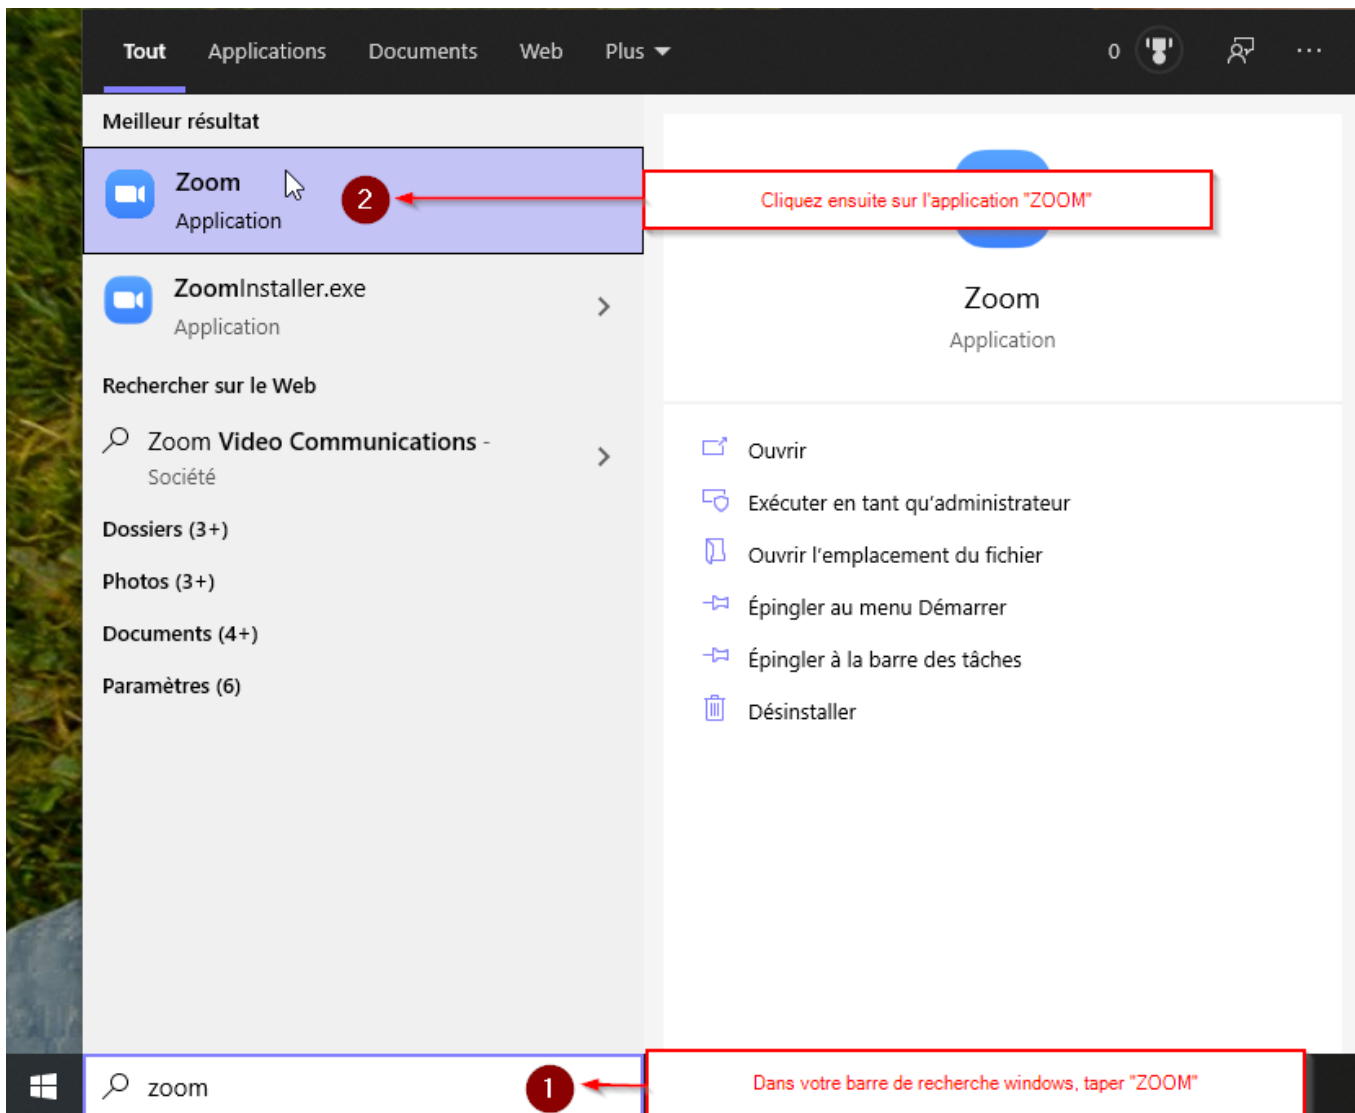 Tout Applications Documents Web Plus 0 ...
Meilleur résultat
Zoom
Application
2
Cliquez ensuite sur l'application "ZOOM"
ZoomInstaller.exe
Application
Rechercher sur le Web
Zoom Video Communications -
Société
Dossiers (3+)
Photos (3+)
Documents (4+)
Paramètres (6)
Zoom
Application
Ouvrir
Exécuter en tant qu'administrateur
Ouvrir l'emplacement du fichier
Épingler au menu Démarrer
Épingler à la barre des tâches
Désinstaller
zoom
1
Dans votre barre de recherche windows, taper "ZOOM"